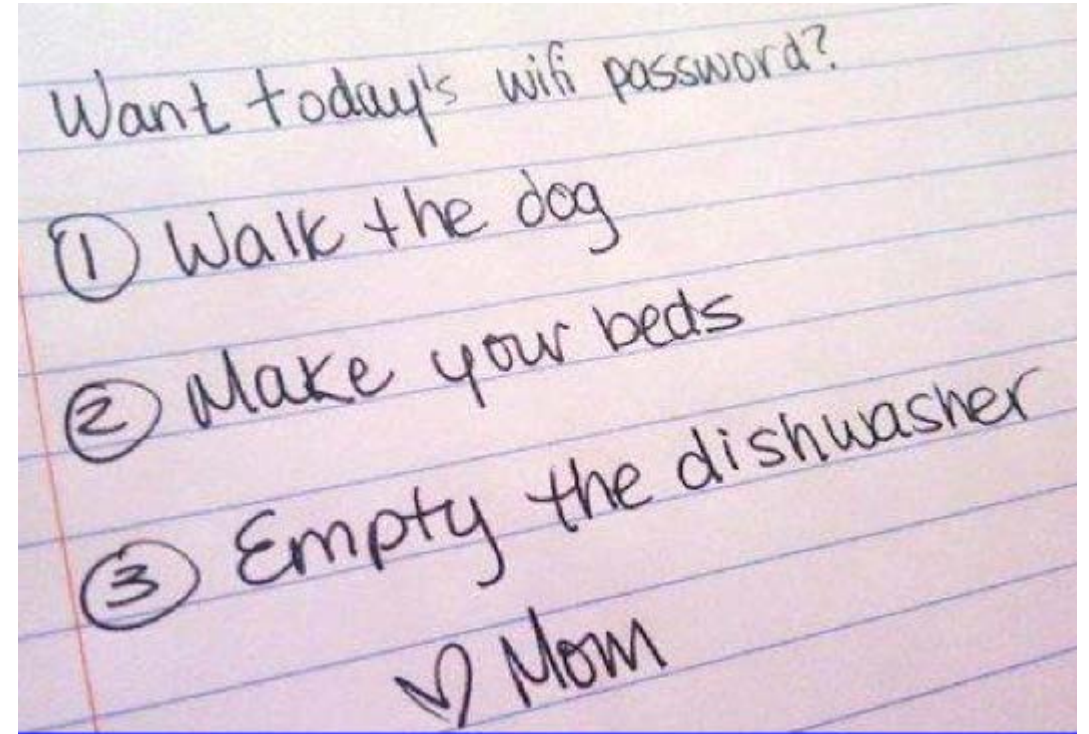 Want today's wifi password?
① Walk the dog
② Make your beds
③ Empty the dishwasher
♡ Mom